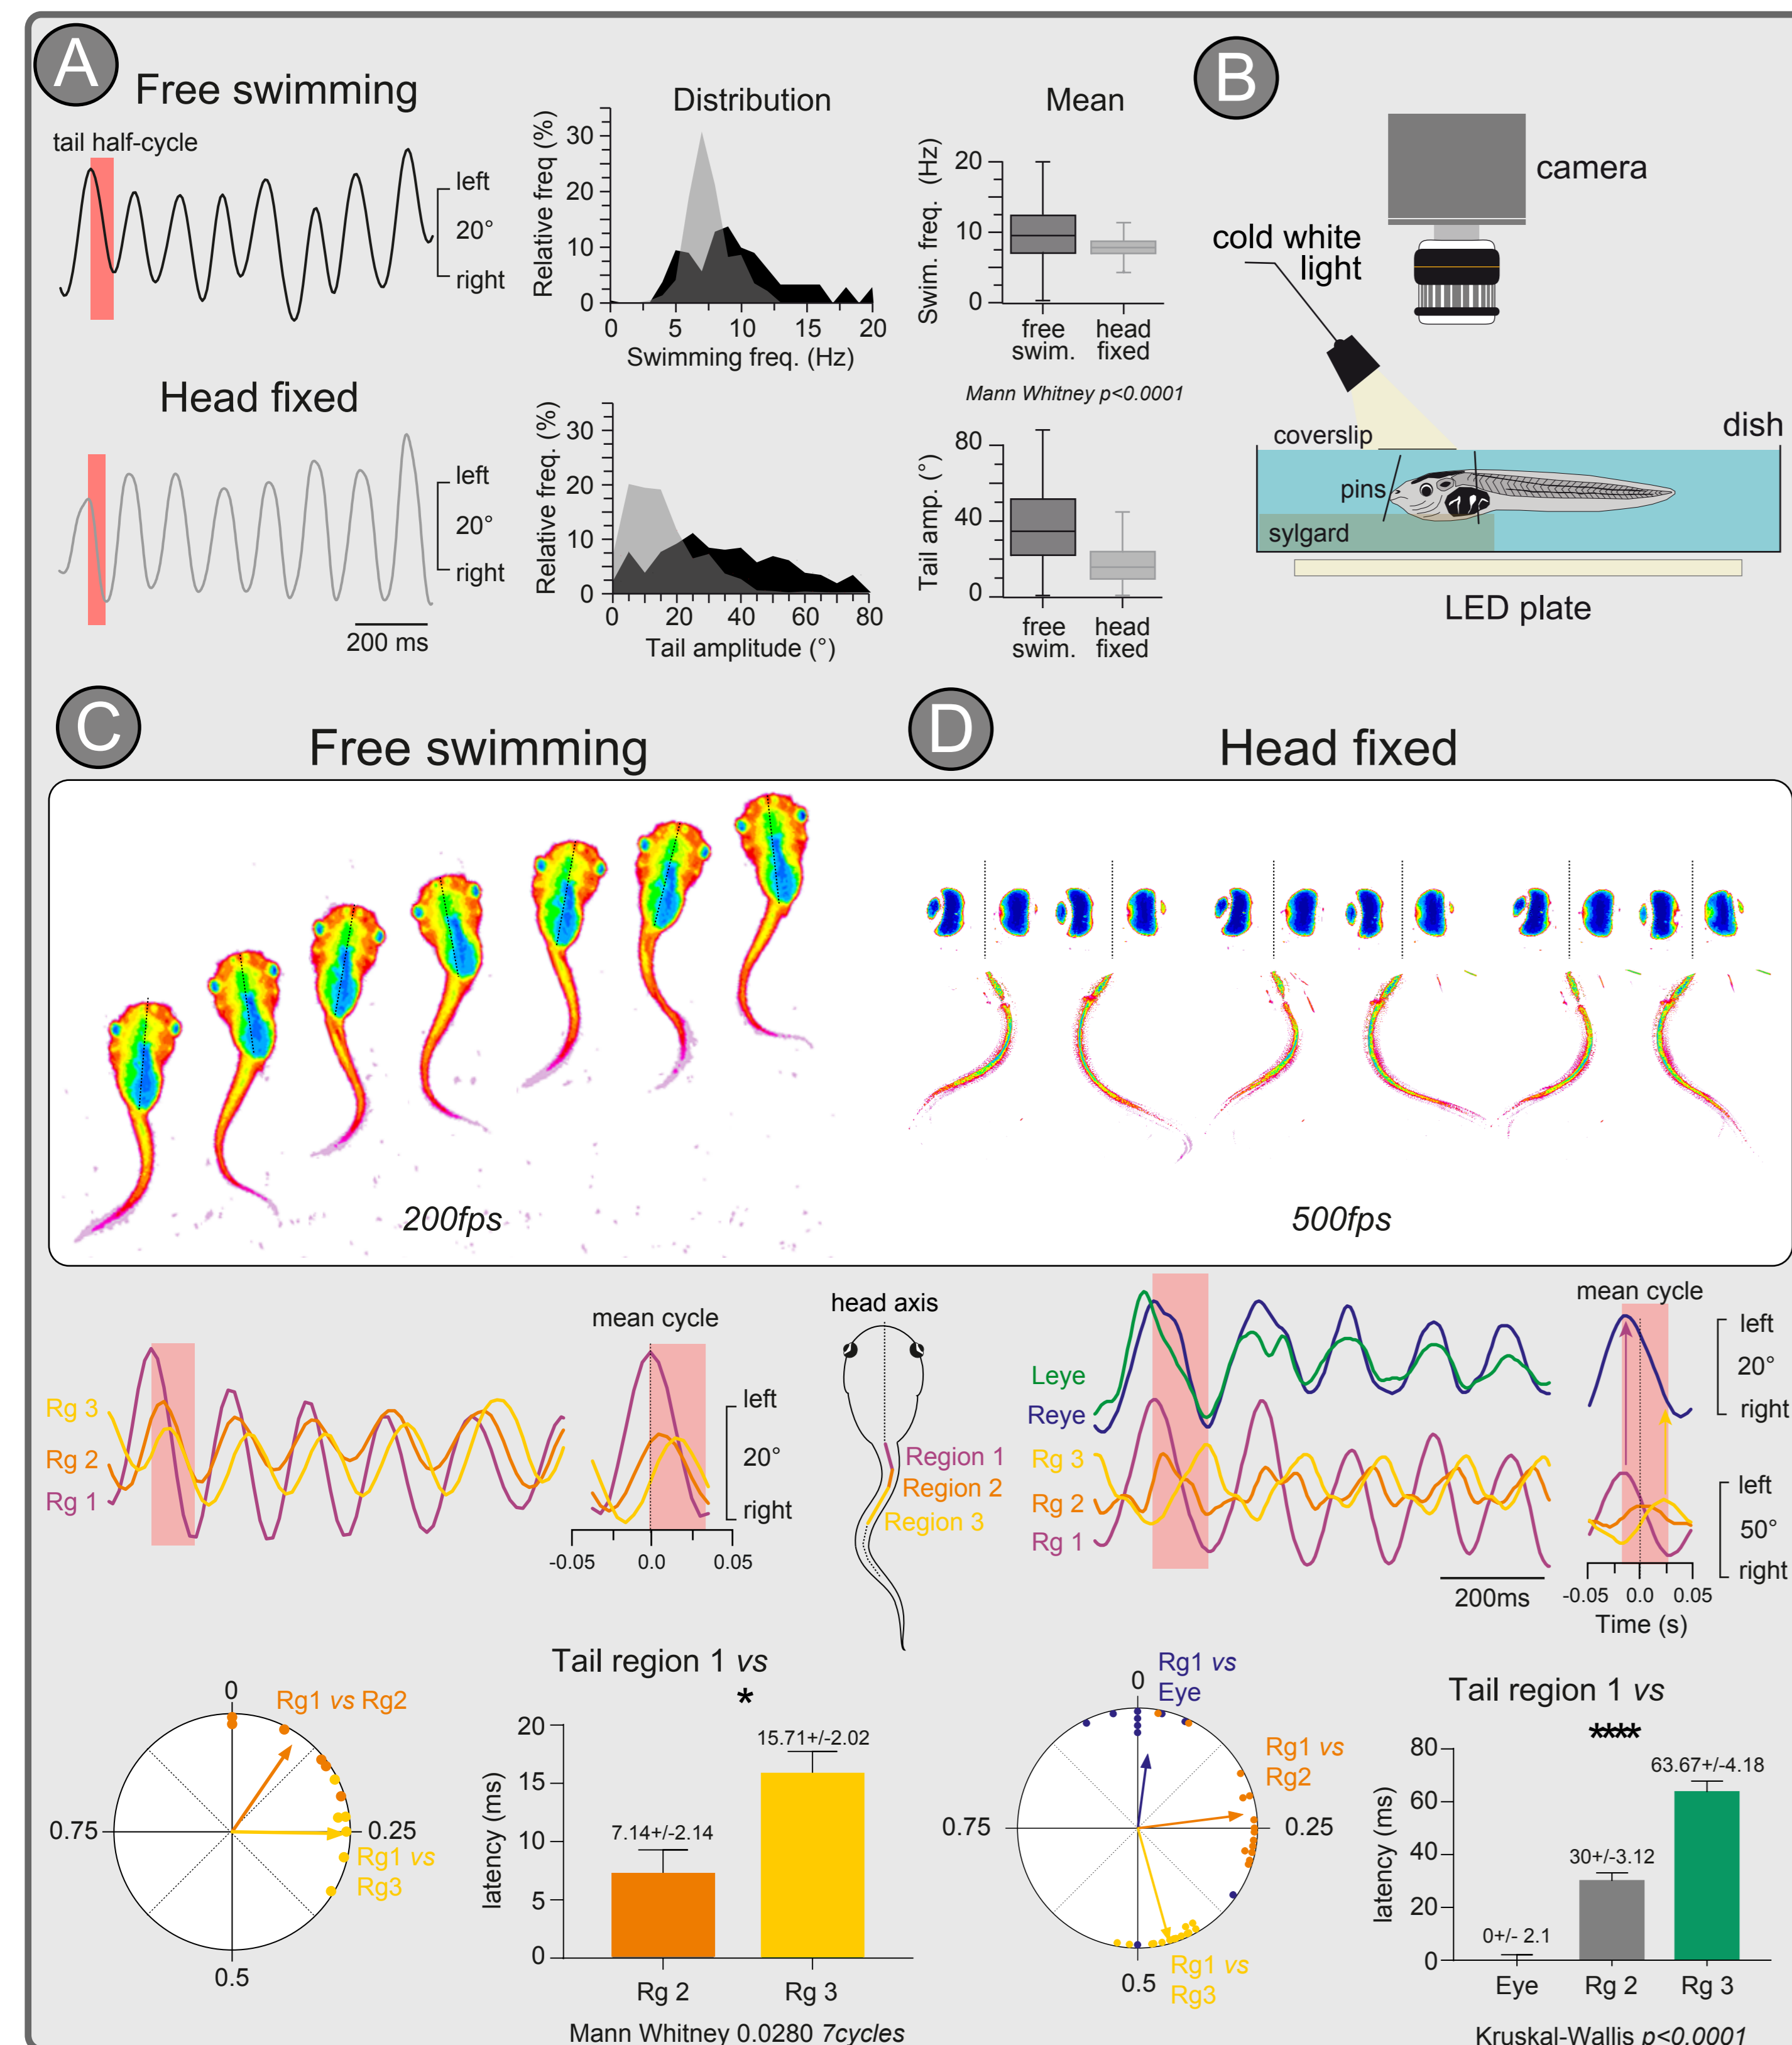 A
Free swimming
tail half-cycle
left
20°
right
Distribution
Relative freq (%)
30
20
10
0
0 5 10 15 20
Swimming freq. (Hz)
Mean
Swim. freq. (Hz)
20
10
0
free swim.
head fixed
Mann Whitney p<0.0001
Head fixed
left
20°
right
200 ms
Relative freq. (%)
30
20
10
0
0 20 40 60 80
Tail amplitude (°)
Tail amp. (°)
80
40
0
free swim.
head fixed
B
camera
cold white
light
coverslip
dish
pins
sylgard
LED plate
C
Free swimming
200fps
D
Head fixed
500fps
Rg 3
Rg 2
Rg 1
mean cycle
left
20°
right
-0.05 0.0 0.05
head axis
Region 1
Region 2
Region 3
Leye
Reye
Rg 3
Rg 2
Rg 1
200ms
mean cycle
left
20°
right
left
50°
right
-0.05 0.0 0.05
Time (s)
0
0.25
0.5
0.75
Rg1 vs Rg2
Rg1 vs
Rg3
Tail region 1 vs
*
latency (ms)
20
15
10
5
0
7.14+/-2.14
15.71+/-2.02
Rg 2 Rg 3
Mann Whitney 0.0280 7cycles
0
0.25
0.5
0.75
Rg1 vs
Eye
Rg1 vs
Rg2
Rg1 vs
Rg3
Tail region 1 vs
****
latency (ms)
80
60
40
20
0
0+/- 2.1
30+/-3.12
63.67+/-4.18
Eye Rg 2 Rg 3
Kruskal-Wallis p<0.0001